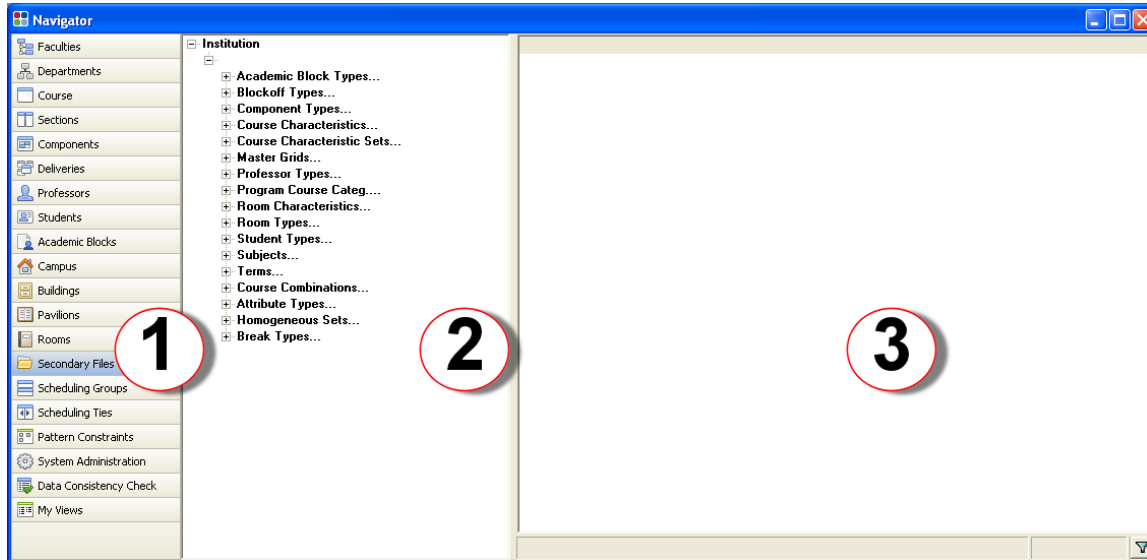 Navigator
Faculties
Departments
Course
Sections
Components
Deliveries
Professors
Students
Academic Blocks
Campus
Buildings
Pavilions
Rooms
Secondary Files
Scheduling Groups
Scheduling Ties
Pattern Constraints
System Administration
Data Consistency Check
My Views
1
Institution
Academic Block Types...
Blockoff Types...
Component Types...
Course Characteristics...
Course Characteristic Sets...
Master Grids...
Professor Types...
Program Course Categ....
Room Characteristics...
Room Types...
Student Types...
Subjects...
Terms...
Course Combinations...
Attribute Types...
Homogeneous Sets...
Break Types...
2
3